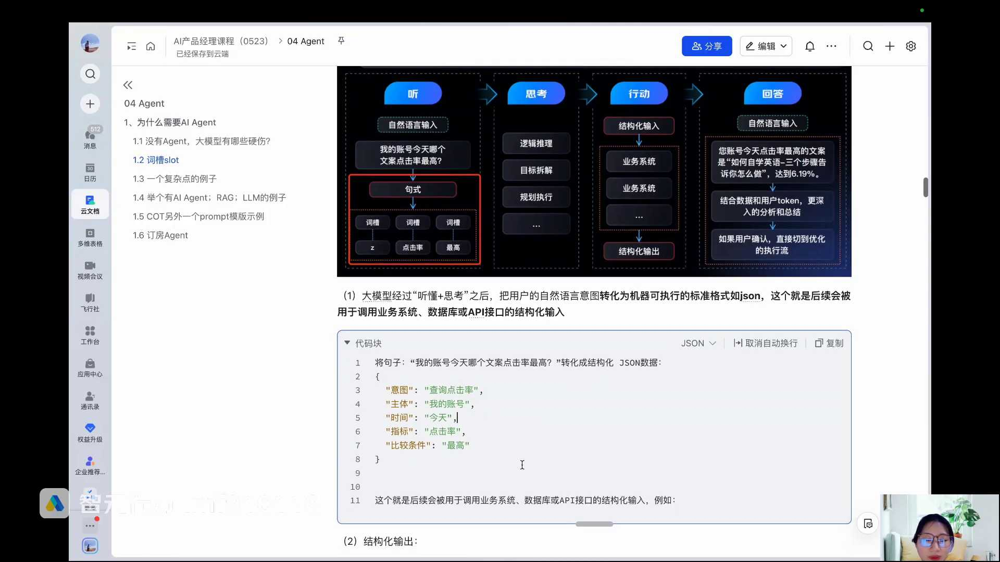 AI产品经理课程（0523） > 04 Agent
已经保存到云端
分享
编辑
512
消息
30
日历
云文档
多维表格
视频会议
飞行社
工作台
应用中心
通讯录
权益升级
企业推荐...
04 Agent
1、为什么需要AI Agent
1.1 没有Agent，大模型有哪些硬伤?
1.2 词槽slot
1.3 一个复杂点的例子
1.4 举个有AI Agent；RAG；LLM的例子
1.5 COT另外一个prompt模版示例
1.6 订房Agent
听
自然语言输入
我的账号今天哪个
文案点击率最高?
句式
词槽 词槽 词槽
z 点击率 最高
思考
逻辑推理
目标拆解
规划执行
...
行动
结构化输入
业务系统
业务系统
...
结构化输出
回答
自然语言输入
您账号今天点击率最高的文案
是“如何自学英语-三个步骤告
诉你怎么做”，达到6.19%。
结合数据和用户token，更深
入的分析和总结
如果用户确认，直接切到优化
的执行流
（1）大模型经过“听懂+思考”之后，把用户的自然语言意图转化为机器可执行的标准格式如json，这个就是后续会被
用于调用业务系统、数据库或API接口的结构化输入
代码块
JSON
取消自动换行
复制
1 将句子：“我的账号今天哪个文案点击率最高？”转化成结构化 JSON数据：
2 {
3 "意图": "查询点击率",
4 "主体": "我的账号",
5 "时间": "今天",
6 "指标": "点击率",
7 "比较条件": "最高"
8 }
9
10
11 这个就是后续会被用于调用业务系统、数据库或API接口的结构化输入，例如：
（2）结构化输出：